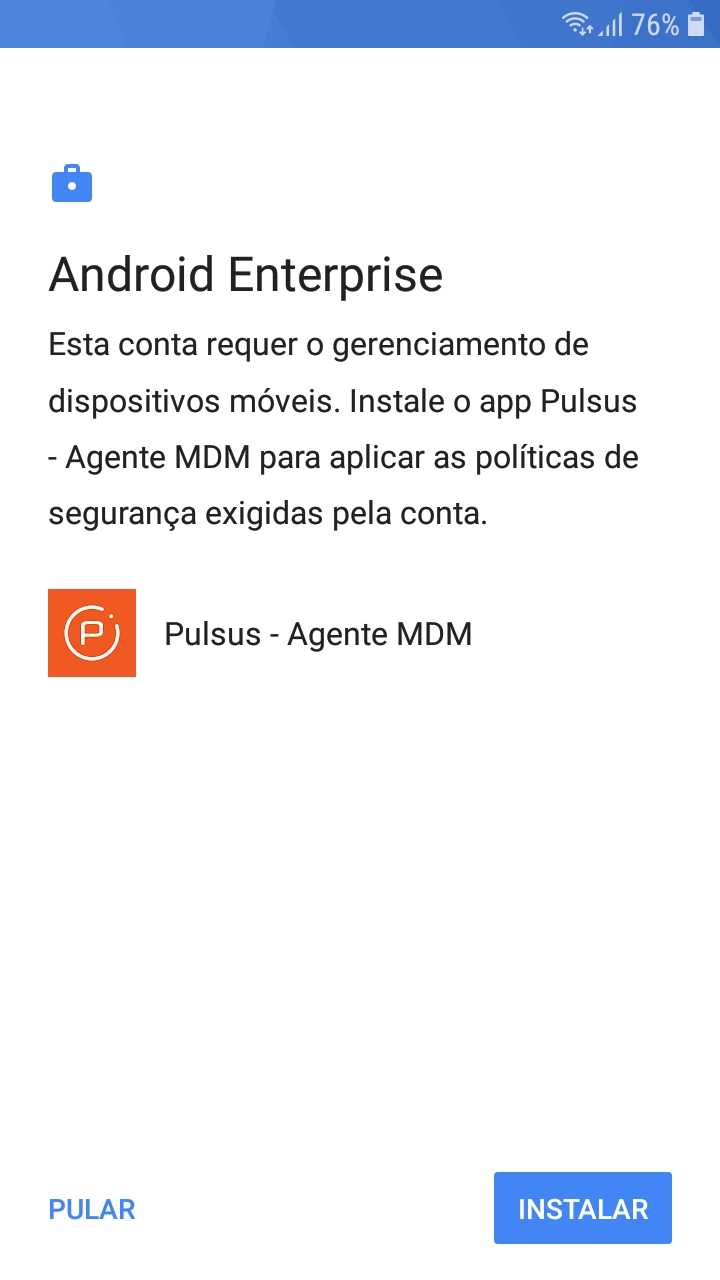 76%
Android Enterprise
Esta conta requer o gerenciamento de
dispositivos móveis. Instale o app Pulsus
- Agente MDM para aplicar as políticas de
segurança exigidas pela conta.
P
Pulsus - Agente MDM
PULAR
INSTALAR